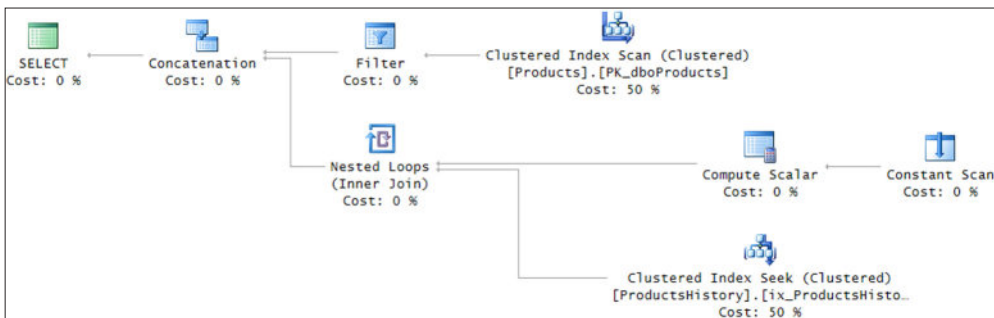 SELECT
Cost: 0 %
Concatenation
Cost: 0 %
Filter
Cost: 0 %
Clustered Index Scan (Clustered)
[Products].[PK_dboProducts]
Cost: 50 %
Nested Loops
(Inner Join)
Cost: 0 %
Compute Scalar
Cost: 0 %
Constant Scan
Cost: 0 %
Clustered Index Seek (Clustered)
[ProductsHistory].[ix_ProductsHisto…
Cost: 50 %